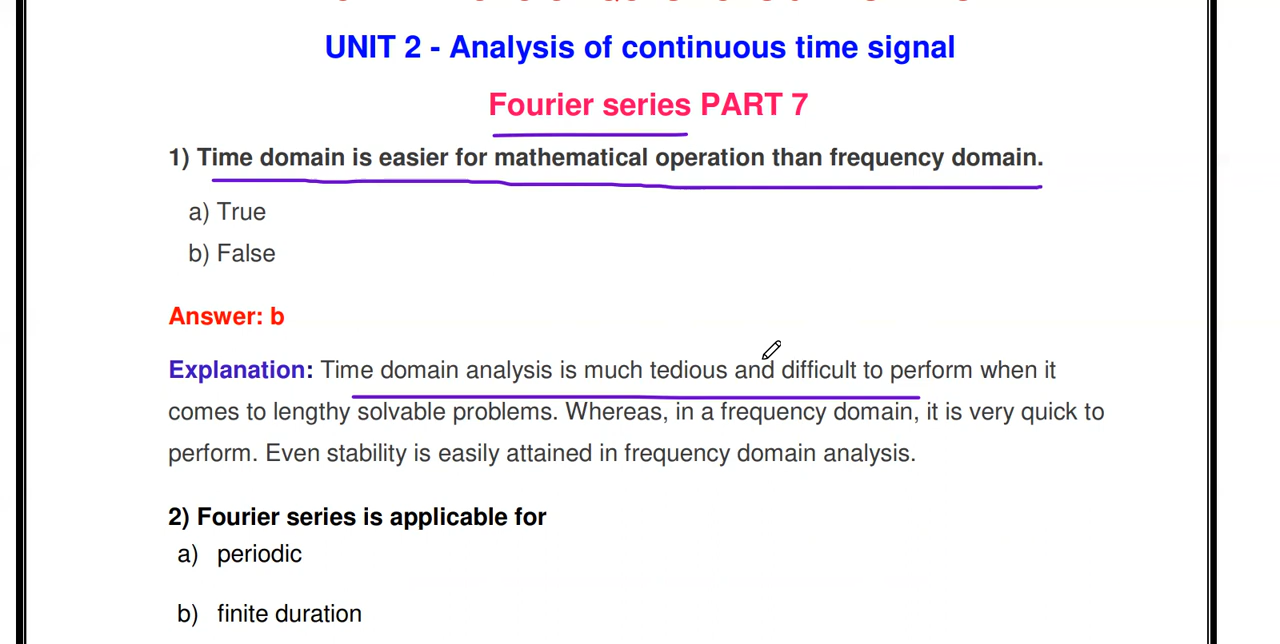 UNIT 2 - Analysis of continuous time signal
Fourier series PART 7
1) Time domain is easier for mathematical operation than frequency domain.
a) True
b) False
Answer: b
Explanation: Time domain analysis is much tedious and difficult to perform when it
comes to lengthy solvable problems. Whereas, in a frequency domain, it is very quick to
perform. Even stability is easily attained in frequency domain analysis.
2) Fourier series is applicable for
a) periodic
b) finite duration